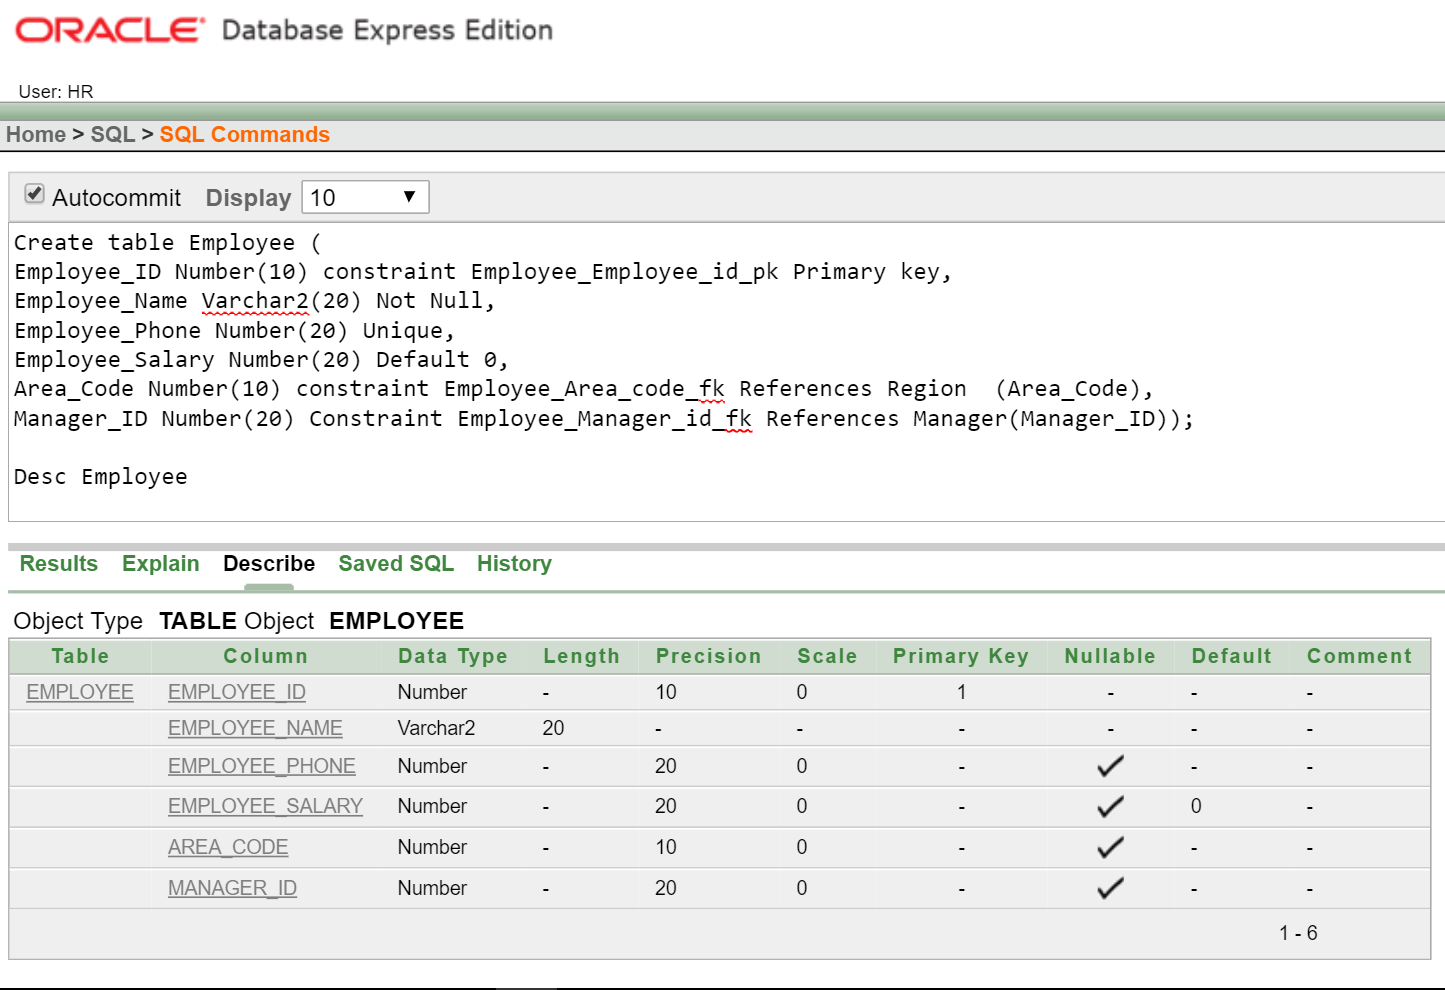 ORACLE Database Express Edition
User: HR
Home > SQL > SQL Commands
Autocommit Display 10
Create table Employee (
Employee_ID Number(10) constraint Employee_Employee_id_pk Primary key,
Employee_Name Varchar2(20) Not Null,
Employee_Phone Number(20) Unique,
Employee_Salary Number(20) Default 0,
Area_Code Number(10) constraint Employee_Area_code_fk References Region  (Area_Code),
Manager_ID Number(20) Constraint Employee_Manager_id_fk References Manager(Manager_ID));
Desc Employee
Results Explain Describe Saved SQL History
Object Type TABLE Object EMPLOYEE
Table Column Data Type Length Precision Scale Primary Key Nullable Default Comment
EMPLOYEE EMPLOYEE_ID Number - 10 0 1 - - -
EMPLOYEE_NAME Varchar2 20 - - - - - -
EMPLOYEE_PHONE Number - 20 0 - ✓ - -
EMPLOYEE_SALARY Number - 20 0 - ✓ 0 -
AREA_CODE Number - 10 0 - ✓ - -
MANAGER_ID Number - 20 0 - ✓ - -
1 - 6